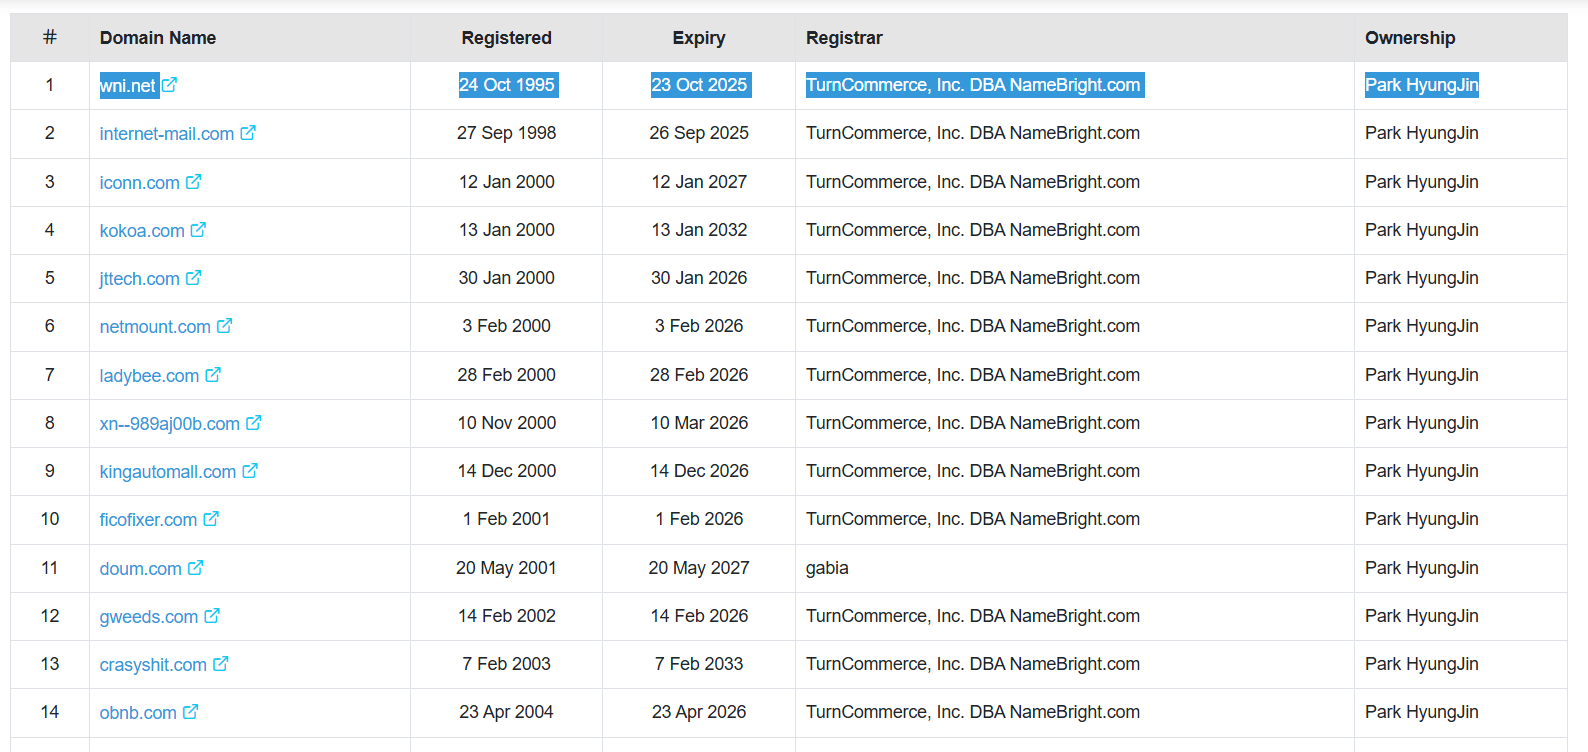 # Domain Name Registered Expiry Registrar Ownership
1 wni.net 24 Oct 1995 23 Oct 2025 TurnCommerce, Inc. DBA NameBright.com Park HyungJin
2 internet-mail.com 27 Sep 1998 26 Sep 2025 TurnCommerce, Inc. DBA NameBright.com Park HyungJin
3 iconn.com 12 Jan 2000 12 Jan 2027 TurnCommerce, Inc. DBA NameBright.com Park HyungJin
4 kokoa.com 13 Jan 2000 13 Jan 2032 TurnCommerce, Inc. DBA NameBright.com Park HyungJin
5 jttech.com 30 Jan 2000 30 Jan 2026 TurnCommerce, Inc. DBA NameBright.com Park HyungJin
6 netmount.com 3 Feb 2000 3 Feb 2026 TurnCommerce, Inc. DBA NameBright.com Park HyungJin
7 ladybee.com 28 Feb 2000 28 Feb 2026 TurnCommerce, Inc. DBA NameBright.com Park HyungJin
8 xn--989aj00b.com 10 Nov 2000 10 Mar 2026 TurnCommerce, Inc. DBA NameBright.com Park HyungJin
9 kingautomall.com 14 Dec 2000 14 Dec 2026 TurnCommerce, Inc. DBA NameBright.com Park HyungJin
10 ficofixer.com 1 Feb 2001 1 Feb 2026 TurnCommerce, Inc. DBA NameBright.com Park HyungJin
11 doum.com 20 May 2001 20 May 2027 gabia Park HyungJin
12 gweeds.com 14 Feb 2002 14 Feb 2026 TurnCommerce, Inc. DBA NameBright.com Park HyungJin
13 crasyshit.com 7 Feb 2003 7 Feb 2033 TurnCommerce, Inc. DBA NameBright.com Park HyungJin
14 obnb.com 23 Apr 2004 23 Apr 2026 TurnCommerce, Inc. DBA NameBright.com Park HyungJin